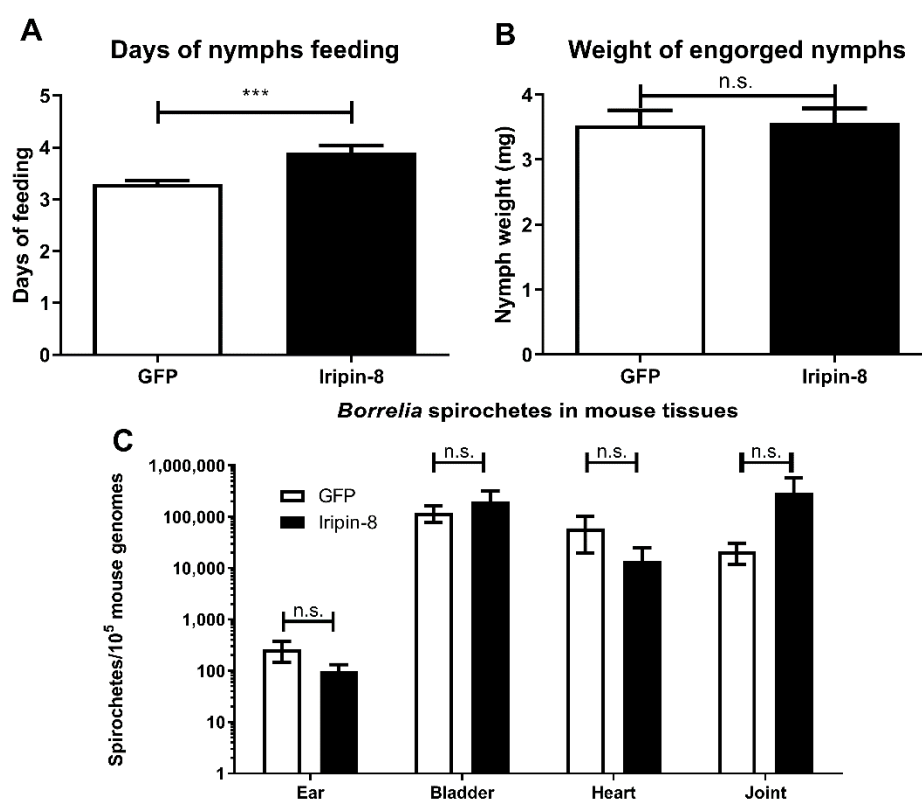 A
Days of nymphs feeding
***
Days of feeding
5
4
3
2
1
0
GFP
Iripin-8
B
Weight of engorged nymphs
n.s.
Nymph weight (mg)
4
3
2
1
0
GFP
Iripin-8
Borrelia spirochetes in mouse tissues
C
GFP
Iripin-8
Spirochetes/10⁵ mouse genomes
1,000,000
100,000
10,000
1,000
100
10
1
n.s.
n.s.
n.s.
n.s.
Ear
Bladder
Heart
Joint